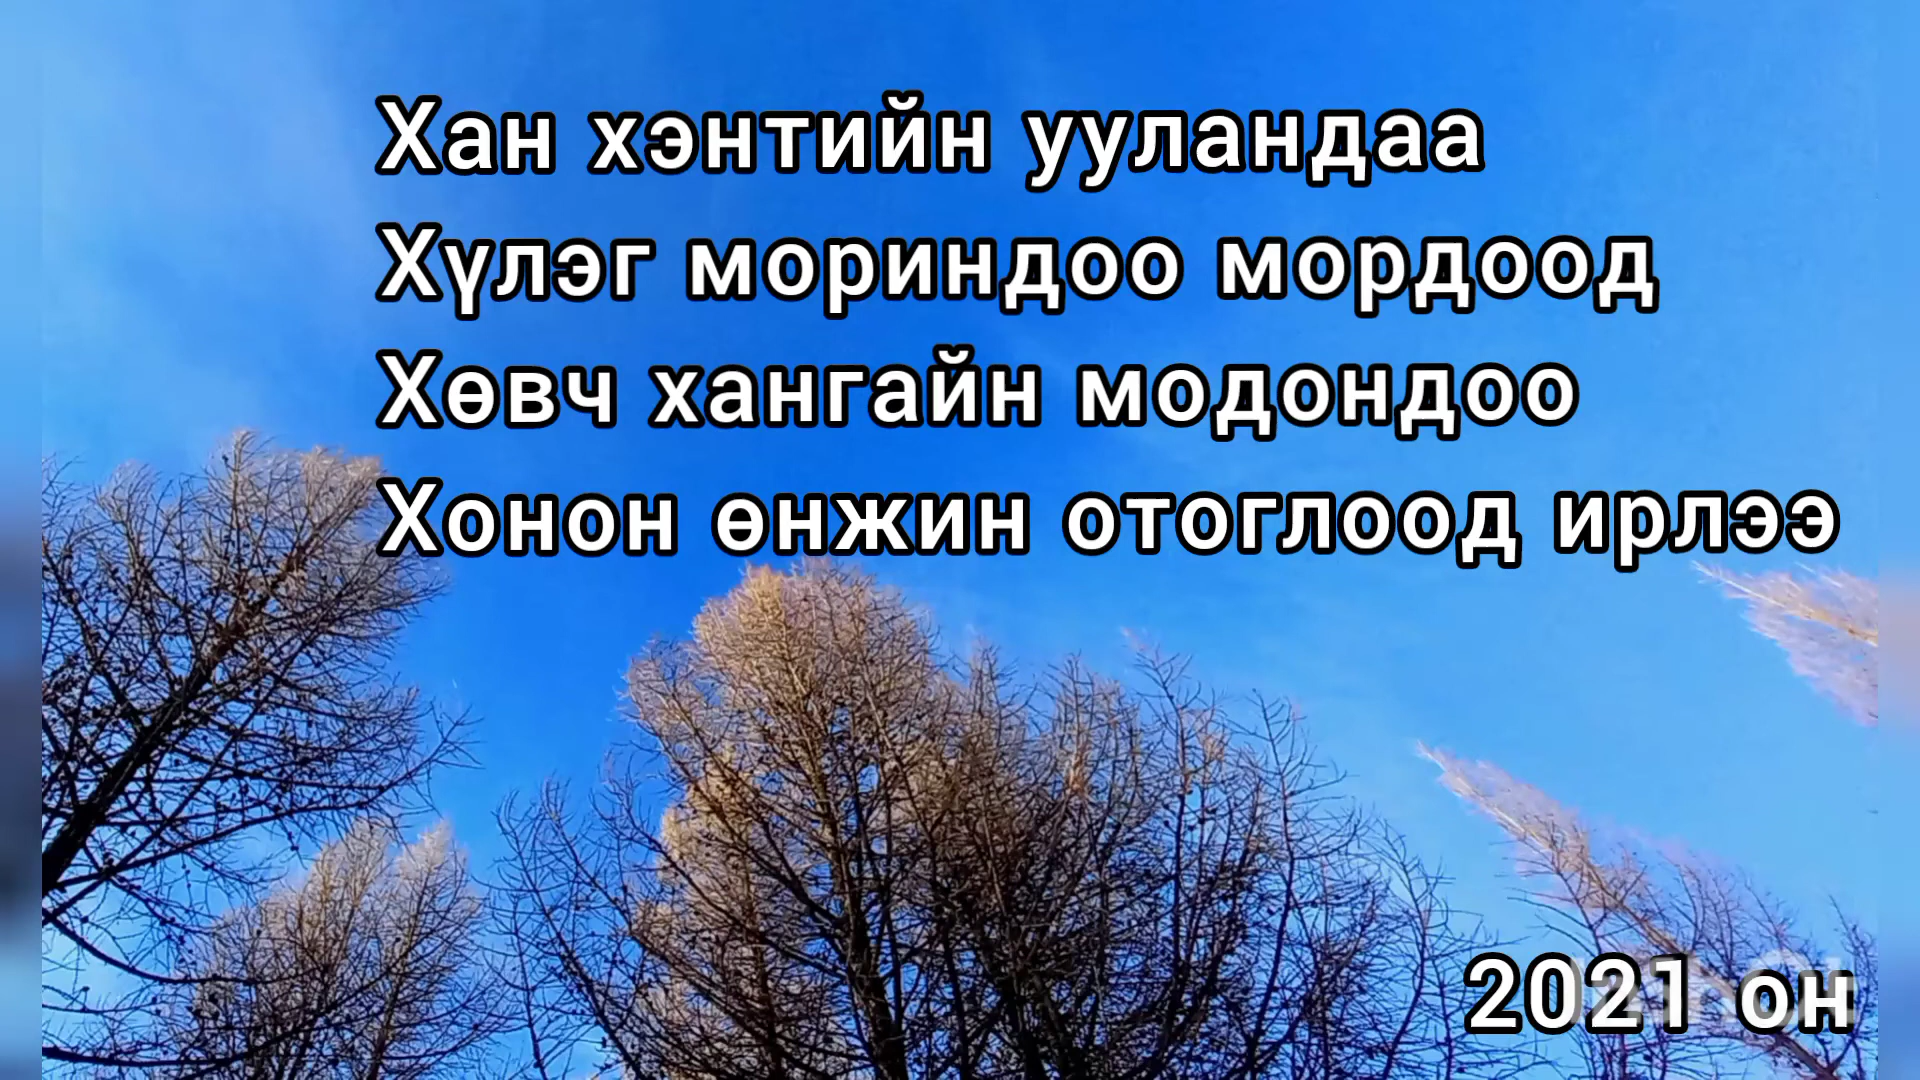 Хан хэнтийн ууландаа
Хүлэг мориндоо мордоод
Хөвч хангайн модондоо
Хонон өнжин отоглоод ирлээ
2021 он